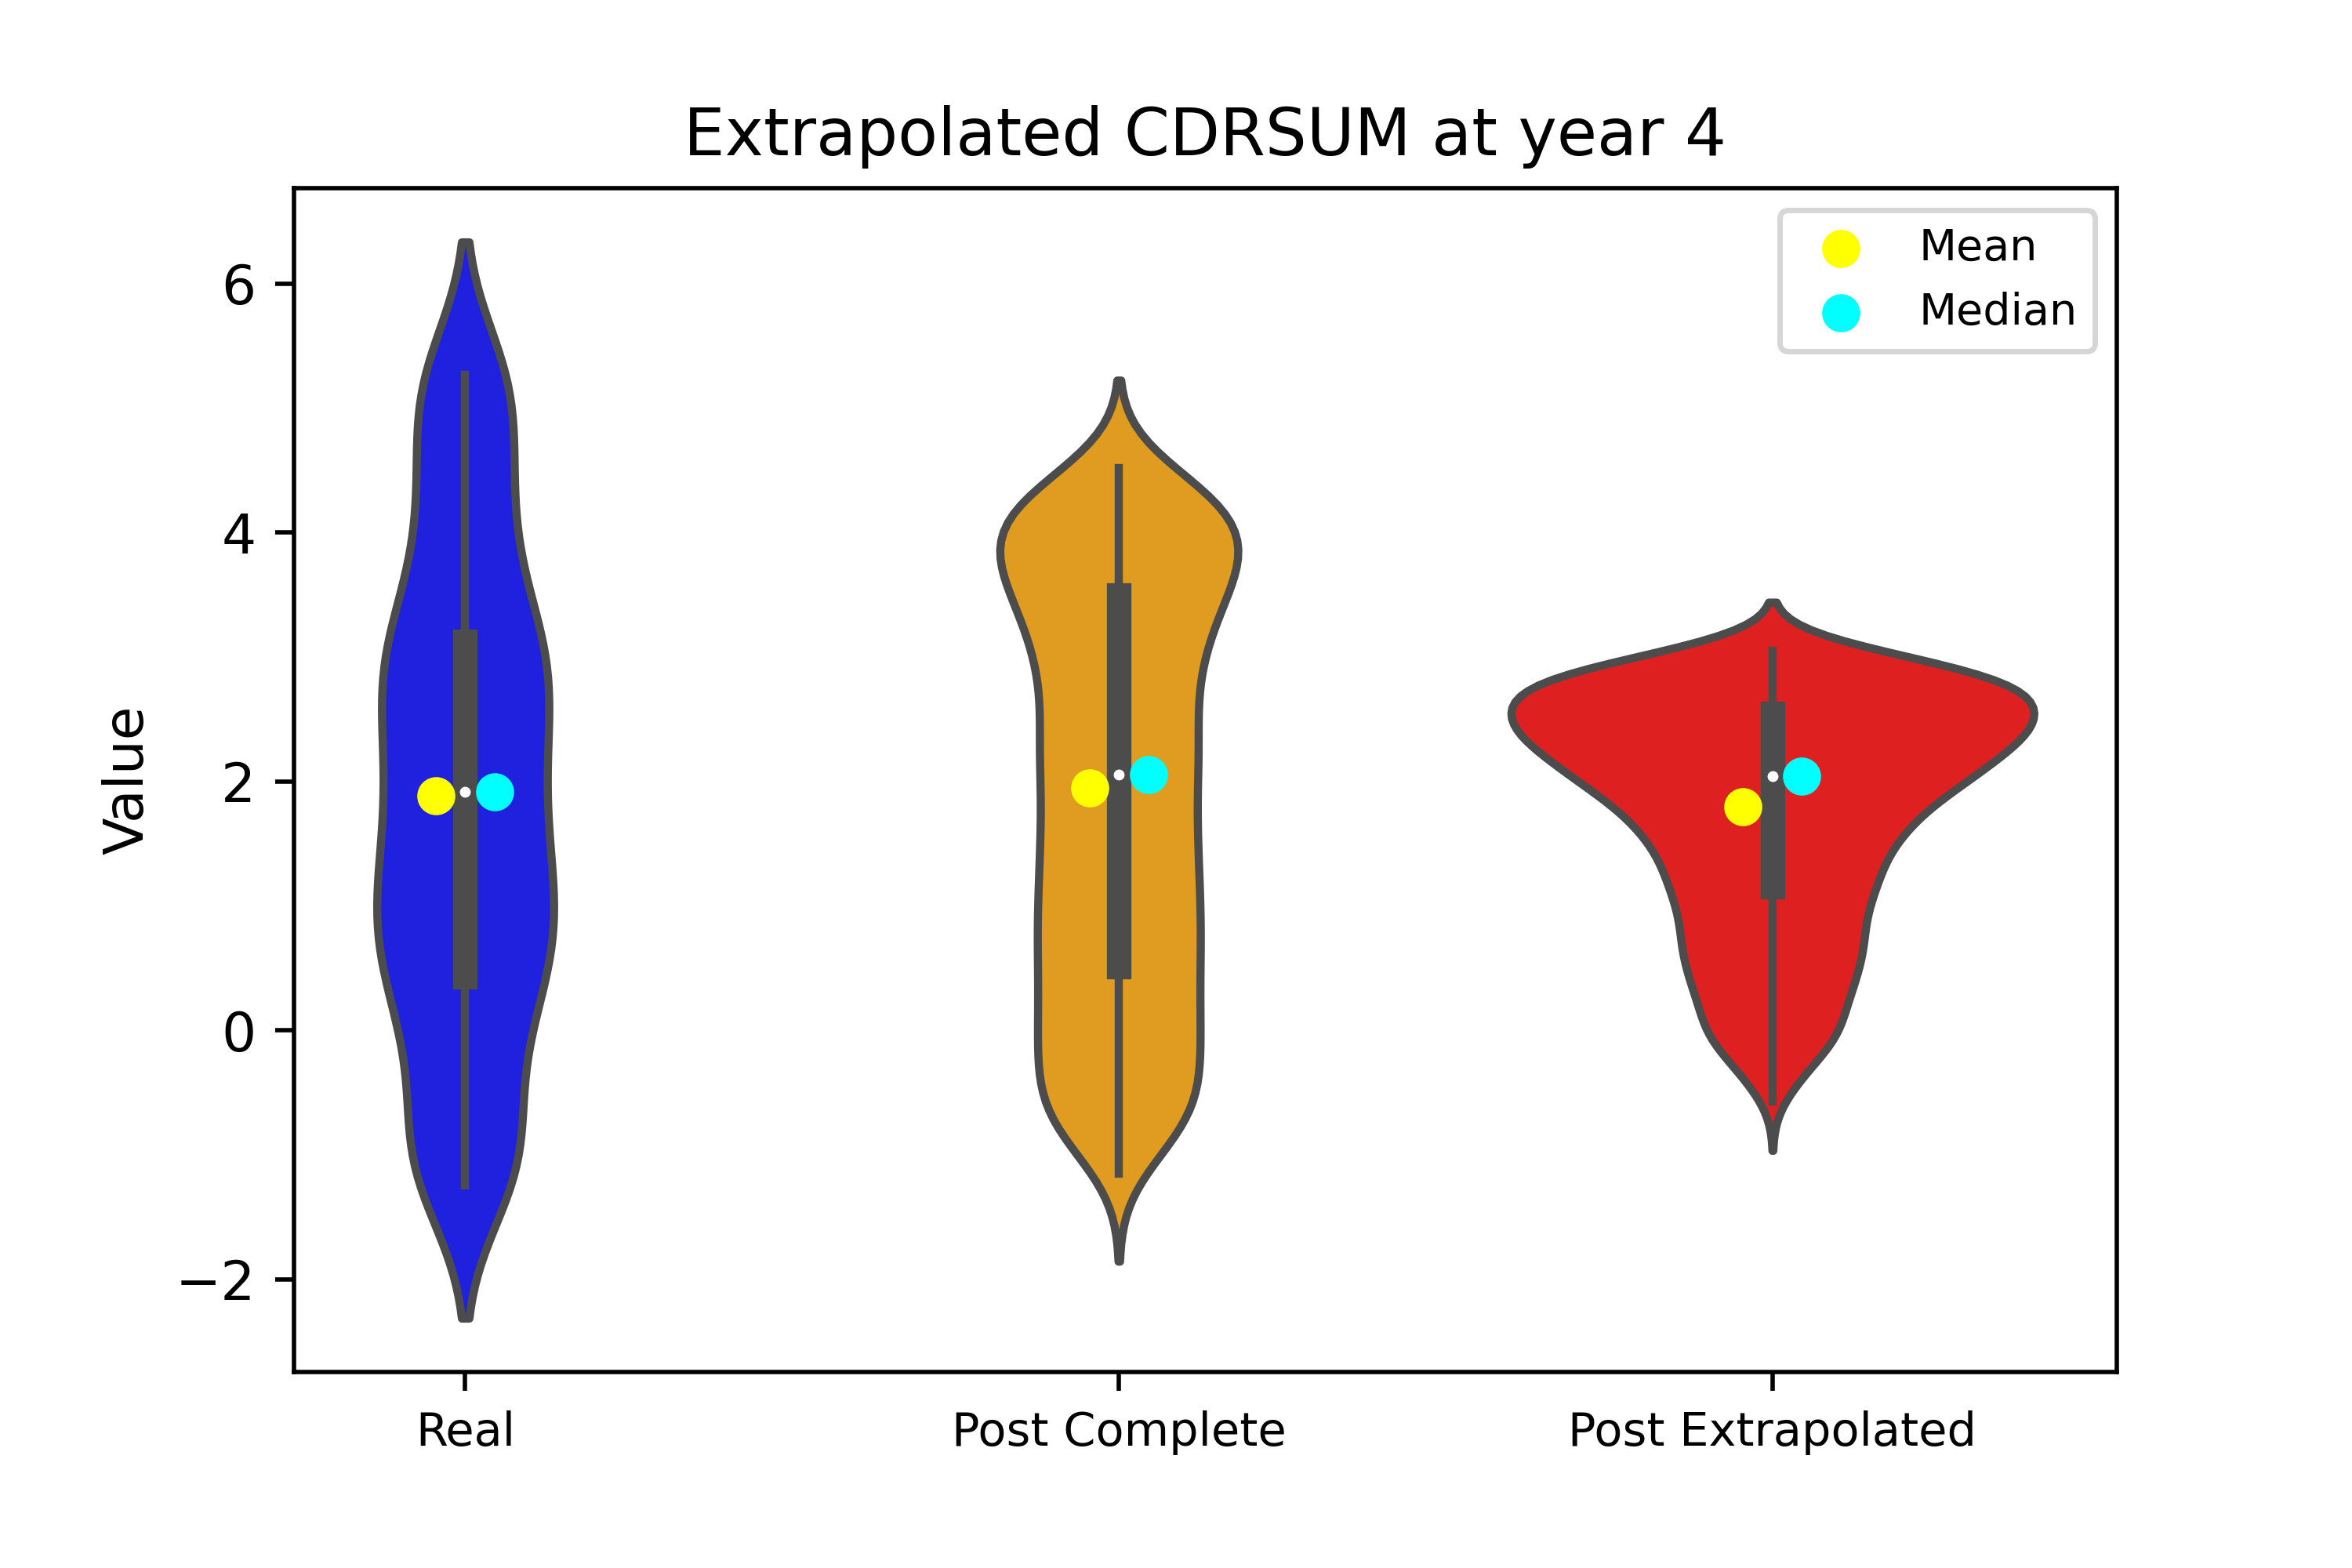 Extrapolated CDRSUM at year 4
Mean
Median
6
4
2
0
−2
Value
Real
Post Complete
Post Extrapolated